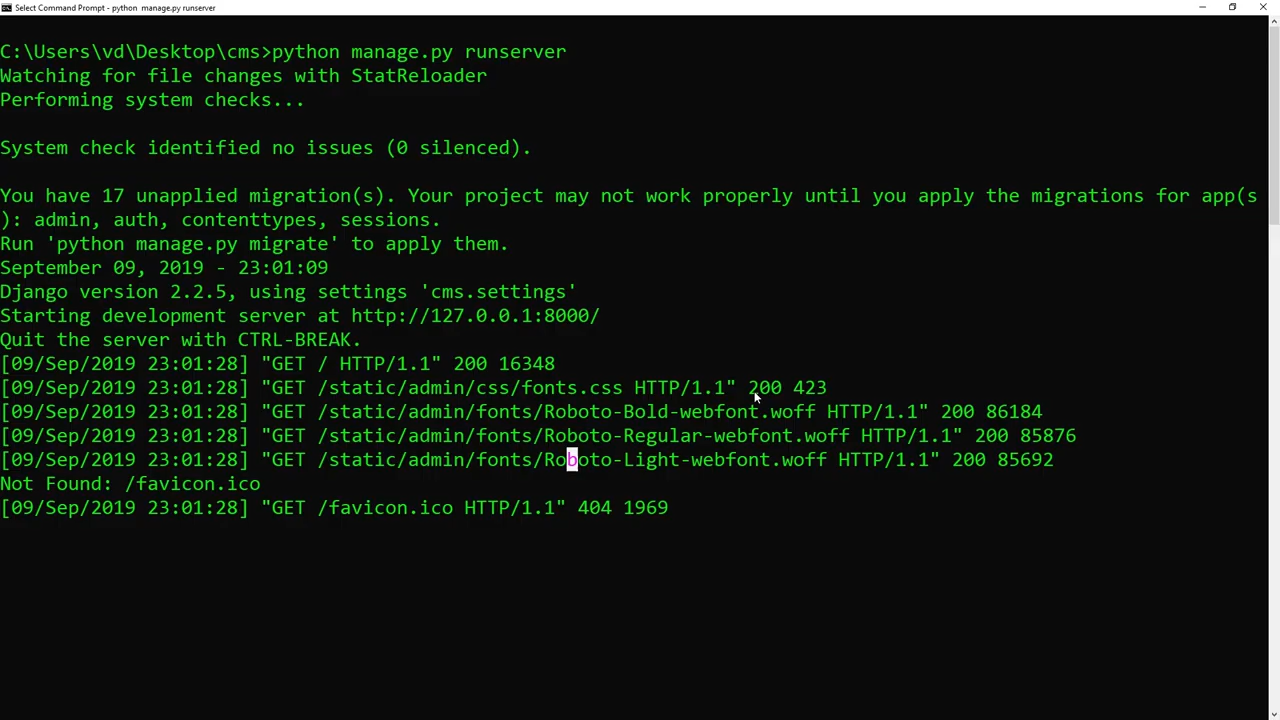 Select Command Prompt - python  manage.py runserver
C:\Users\vd\Desktop\cms>python manage.py runserver
Watching for file changes with StatReloader
Performing system checks...
System check identified no issues (0 silenced).
You have 17 unapplied migration(s). Your project may not work properly until you apply the migrations for app(s
): admin, auth, contenttypes, sessions.
Run 'python manage.py migrate' to apply them.
September 09, 2019 - 23:01:09
Django version 2.2.5, using settings 'cms.settings'
Starting development server at http://127.0.0.1:8000/
Quit the server with CTRL-BREAK.
[09/Sep/2019 23:01:28] "GET / HTTP/1.1" 200 16348
[09/Sep/2019 23:01:28] "GET /static/admin/css/fonts.css HTTP/1.1" 200 423
[09/Sep/2019 23:01:28] "GET /static/admin/fonts/Roboto-Bold-webfont.woff HTTP/1.1" 200 86184
[09/Sep/2019 23:01:28] "GET /static/admin/fonts/Roboto-Regular-webfont.woff HTTP/1.1" 200 85876
[09/Sep/2019 23:01:28] "GET /static/admin/fonts/Roboto-Light-webfont.woff HTTP/1.1" 200 85692
Not Found: /favicon.ico
[09/Sep/2019 23:01:28] "GET /favicon.ico HTTP/1.1" 404 1969